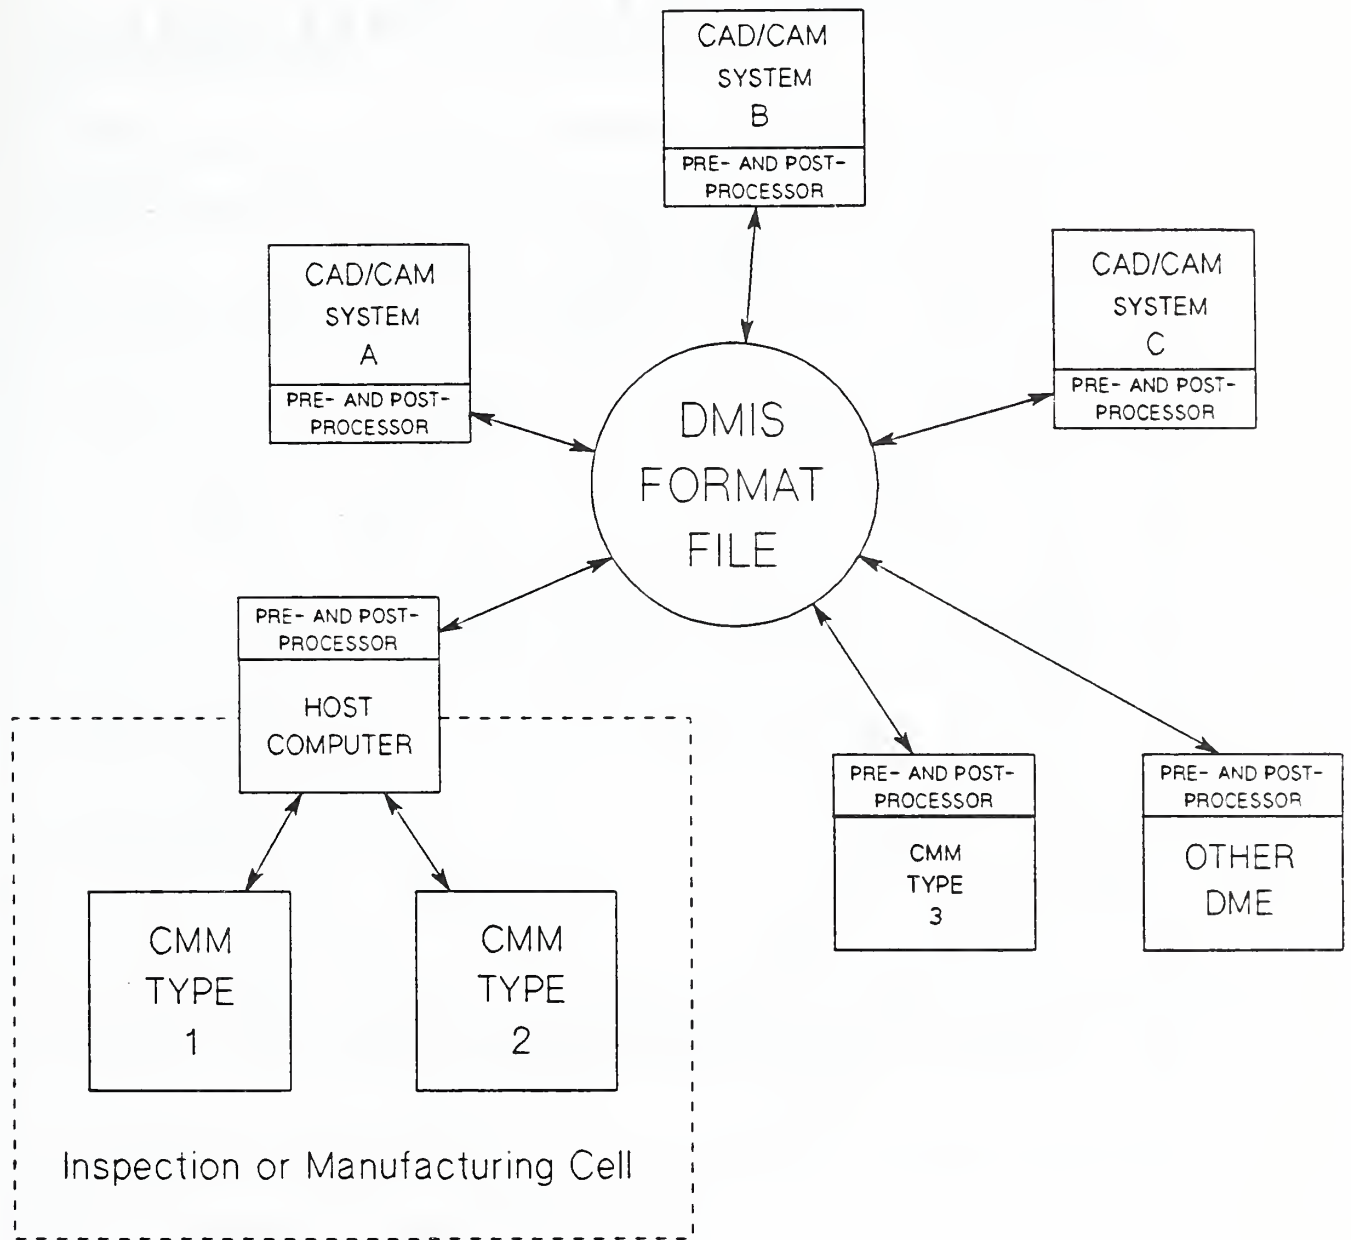 CAD/CAM
SYSTEM
B
PRE- AND POST-
PROCESSOR
CAD/CAM
SYSTEM
A
PRE- AND POST-
PROCESSOR
CAD/CAM
SYSTEM
C
PRE- AND POST-
PROCESSOR
DMIS
FORMAT
FILE
PRE- AND POST-
PROCESSOR
HOST
COMPUTER
PRE- AND POST-
PROCESSOR
CMM
TYPE
3
PRE- AND POST-
PROCESSOR
OTHER
DME
CMM
TYPE
1
CMM
TYPE
2
Inspection or Manufacturing Cell